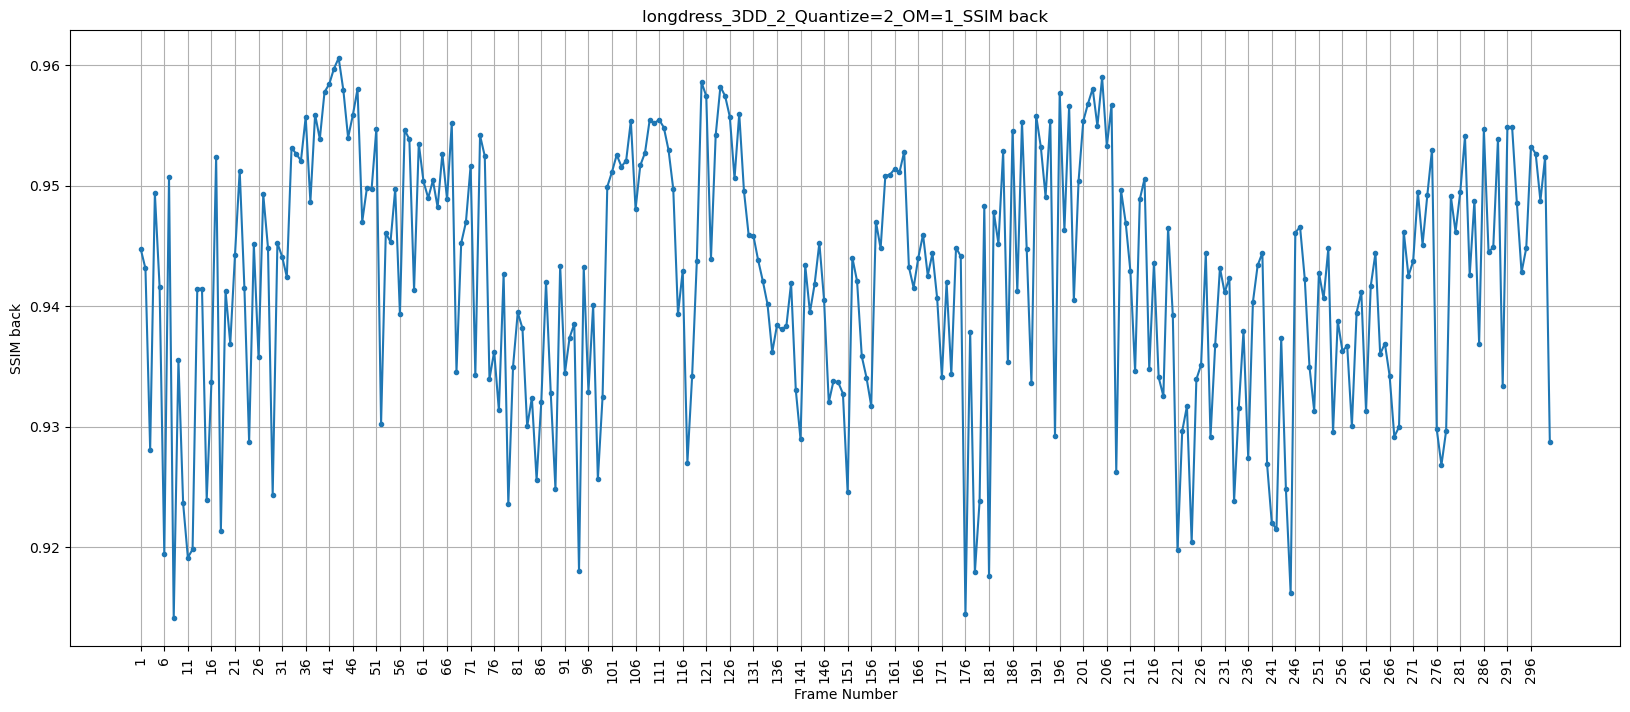 longdress_3DD_2_Quantize=2_OM=1_SSIM back
SSIM back
0.96
0.95
0.94
0.93
0.92
1 6 11 16 21 26 31 36 41 46 51 56 61 66 71 76 81 86 91 96 101 106 111 116 121 126 131 136 141 146 151 156 161 166 171 176 181 186 191 196 201 206 211 216 221 226 231 236 241 246 251 256 261 266 271 276 281 286 291 296
Frame Number